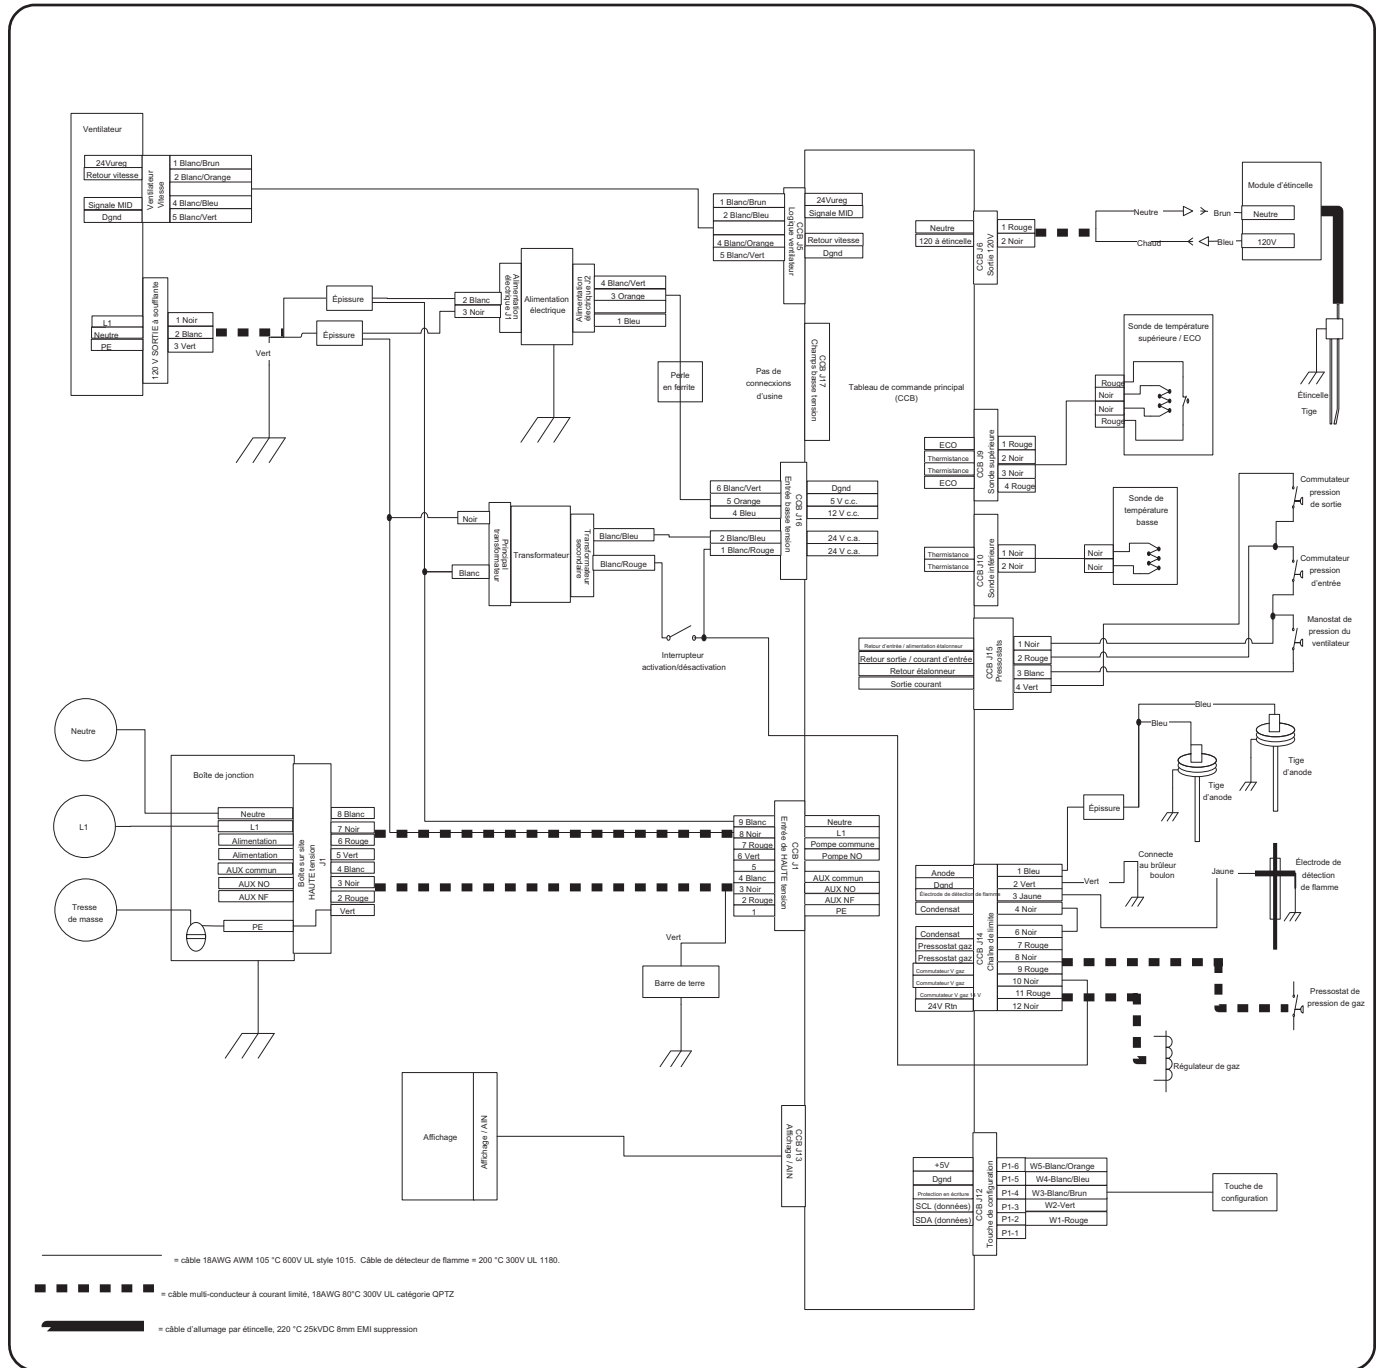 Ventilateur
24Vureg
Retour vitesse
Signale MID
Dgnd
Ventilateur
Vitesse
1 Blanc/Brun
2 Blanc/Orange
4 Blanc/Bleu
5 Blanc/Vert
L1
Neutre
PE
120 V SORTIE à soufflante
1 Noir
2 Blanc
3 Vert
Vert
Épissure
Épissure
2 Blanc
3 Noir
Alimentation
électrique J1
Alimentation
électrique
Alimentation
électrique J2
4 Blanc/Vert
3 Orange
1 Bleu
Perle
en ferrite
Pas de
connecxions
d'usine
1 Blanc/Brun
2 Blanc/Bleu
4 Blanc/Orange
5 Blanc/Vert
CCB J5
Logique ventilateur
24Vureg
Signale MID
Retour vitesse
Dgnd
CCB J17
Champs basse tension
Tableau de commande principal
(CCB)
Neutre
120 à étincelle
CCB J6
Sortie 120V
1 Rouge
2 Noir
Neutre
Brun
Chaud
Bleu
Module d'étincelle
Neutre
120V
Étincelle
Tige
Sonde de température
supérieure / ECO
Rouge
Noir
Noir
Rouge
ECO
Thermistance
Thermistance
ECO
CCB J9
Sonde supérieure
1 Rouge
2 Noir
3 Noir
4 Rouge
6 Blanc/Vert
5 Orange
4 Bleu
2 Blanc/Bleu
1 Blanc/Rouge
CCB J16
Entrée basse tension
Dgnd
5 V c.c.
12 V c.c.
24 V c.a.
24 V c.a.
Noir
Blanc
Principal
transformateur
Transformateur
Transformateur
secondaire
Blanc/Bleu
Blanc/Rouge
Interrupteur
activation/désactivation
Sonde de
température
basse
Noir
Noir
Thermistance
Thermistance
CCB J10
Sonde inférieure
1 Noir
2 Noir
Commutateur
pression
de sortie
Commutateur
pression
d'entrée
Manostat de
pression du
ventilateur
Retour d'entrée / alimentation étalonneur
Retour sortie / courant d'entrée
Retour étalonneur
Sortie courant
CCB J15
Pressostats
1 Noir
2 Rouge
3 Blanc
4 Vert
Bleu
Bleu
Tige
d'anode
Tige
d'anode
Épissure
Neutre
L1
Tresse
de masse
Boîte de jonction
Neutre
L1
Alimentation
Alimentation
AUX commun
AUX NO
AUX NF
PE
Boîte sur site
HAUTE tension
J1
8 Blanc
7 Noir
6 Rouge
5 Vert
4 Blanc
3 Noir
2 Rouge
Vert
9 Blanc
8 Noir
7 Rouge
6 Vert
5
4 Blanc
3 Noir
2 Rouge
1
CCB J1
Entrée de HAUTE tension
Neutre
L1
Pompe commune
Pompe NO
AUX commun
AUX NO
AUX NF
PE
Vert
Barre de terre
Anode
Dgnd
Électrode de détection de flamme
Condensat
Condensat
Pressostat gaz
Pressostat gaz
Commutateur V gaz
Commutateur V gaz
24V Rtn
CCB J14
Chaîne de limite
1 Bleu
2 Vert
3 Jaune
4 Noir
6 Noir
7 Rouge
8 Noir
9 Rouge
10 Noir
11 Rouge
12 Noir
Vert
Connecte
au brûleur
boulon
Jaune
Électrode de
détection
de flamme
Pressostat de
pression de gaz
Régulateur de gaz
Affichage
Affichage / AIN
CCB J13
Affichage / AIN
+5V
Dgnd
Protection en écriture
SCL (données)
SDA (données)
CCB J12
Touche de configuration
P1-6
P1-5
P1-4
P1-3
P1-2
P1-1
W5-Blanc/Orange
W4-Blanc/Bleu
W3-Blanc/Brun
W2-Vert
W1-Rouge
Touche de
configuration
= câble 18AWG AWM 105 °C 600V UL style 1015. Câble de détecteur de flamme = 200 °C 300V UL 1180.
= câble multi-conducteur à courant limité, 18AWG 80°C 300V UL catégorie QPTZ
= câble d'allumage par étincelle, 220 °C 25kVDC 8mm EMI suppression